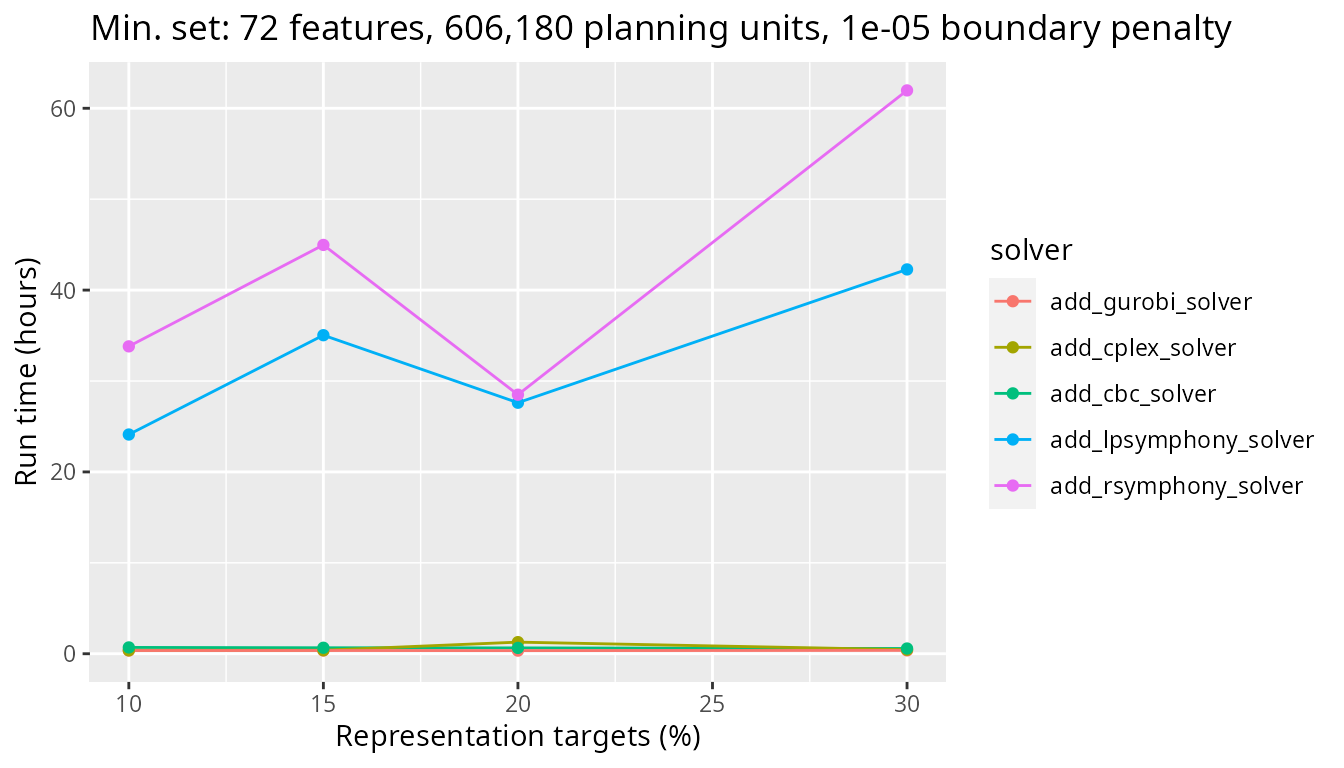 Min. set: 72 features, 606,180 planning units, 1e-05 boundary penalty
60
40
20
0
Run time (hours)
10 15 20 25 30
Representation targets (%)
solver
add_gurobi_solver
add_cplex_solver
add_cbc_solver
add_lpsymphony_solver
add_rsymphony_solver